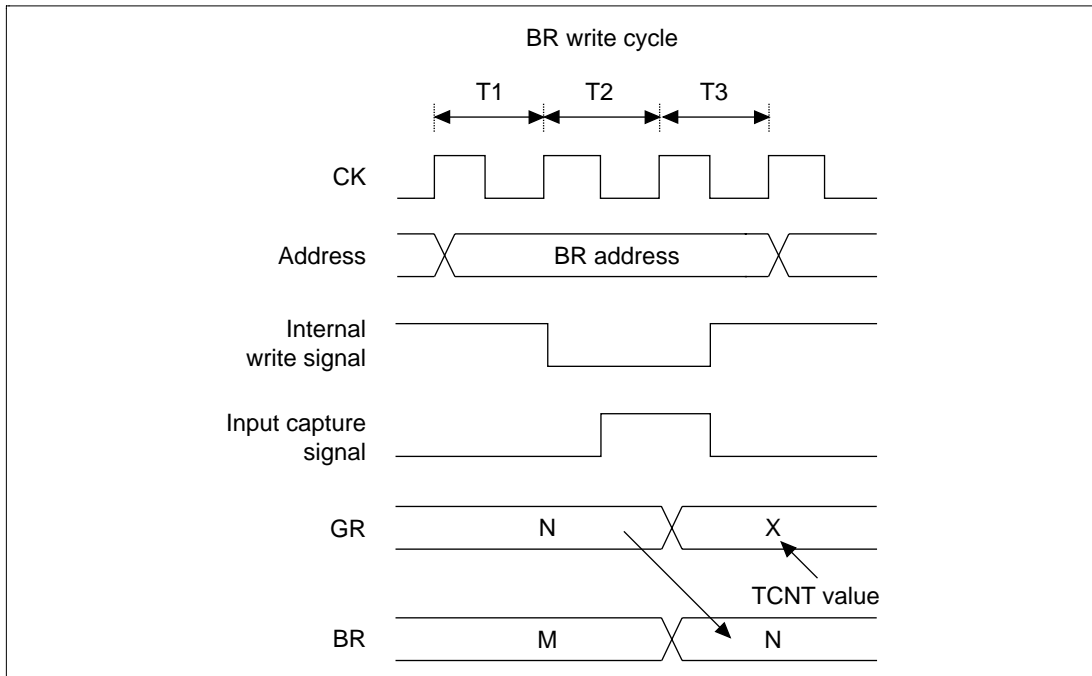 BR write cycle
T1 T2 T3
CK
Address BR address
Internal
write signal
Input capture
signal
GR N X
TCNT value
BR M N